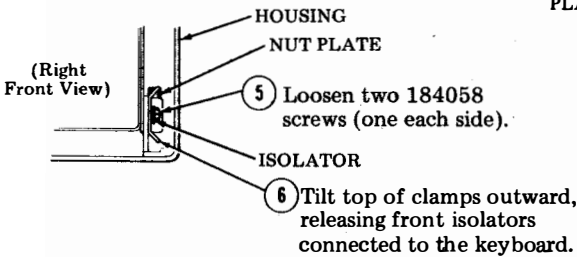 PLA
HOUSING
NUT PLATE
(Right
Front View)
5 Loosen two 184058
screws (one each side).
ISOLATOR
6 Tilt top of clamps outward,
releasing front isolators
connected to the keyboard.